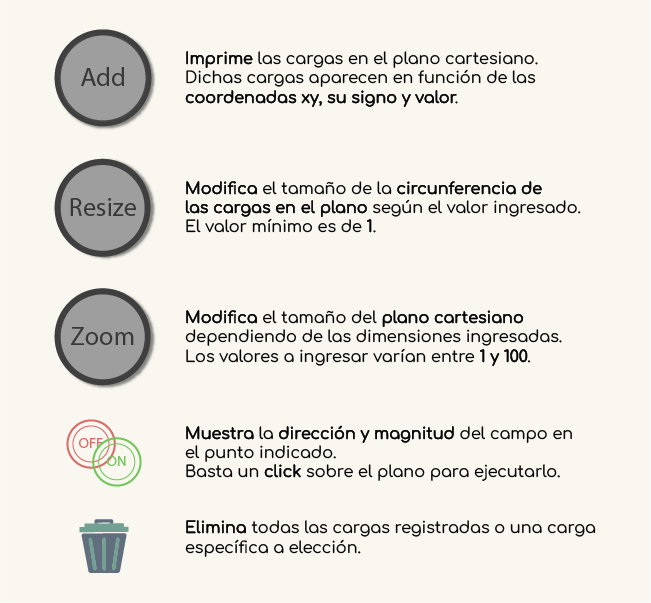 Add
Imprime las cargas en el plano cartesiano.
Dichas cargas aparecen en función de las
coordenadas xy, su signo y valor.
Resize
Modifica el tamaño de la circunferencia de
las cargas en el plano según el valor ingresado.
El valor mínimo es de 1.
Zoom
Modifica el tamaño del plano cartesiano
dependiendo de las dimensiones ingresadas.
Los valores a ingresar varían entre 1 y 100.
OFF
ON
Muestra la dirección y magnitud del campo en
el punto indicado.
Basta un click sobre el plano para ejecutarlo.
Elimina todas las cargas registradas o una carga
específica a elección.